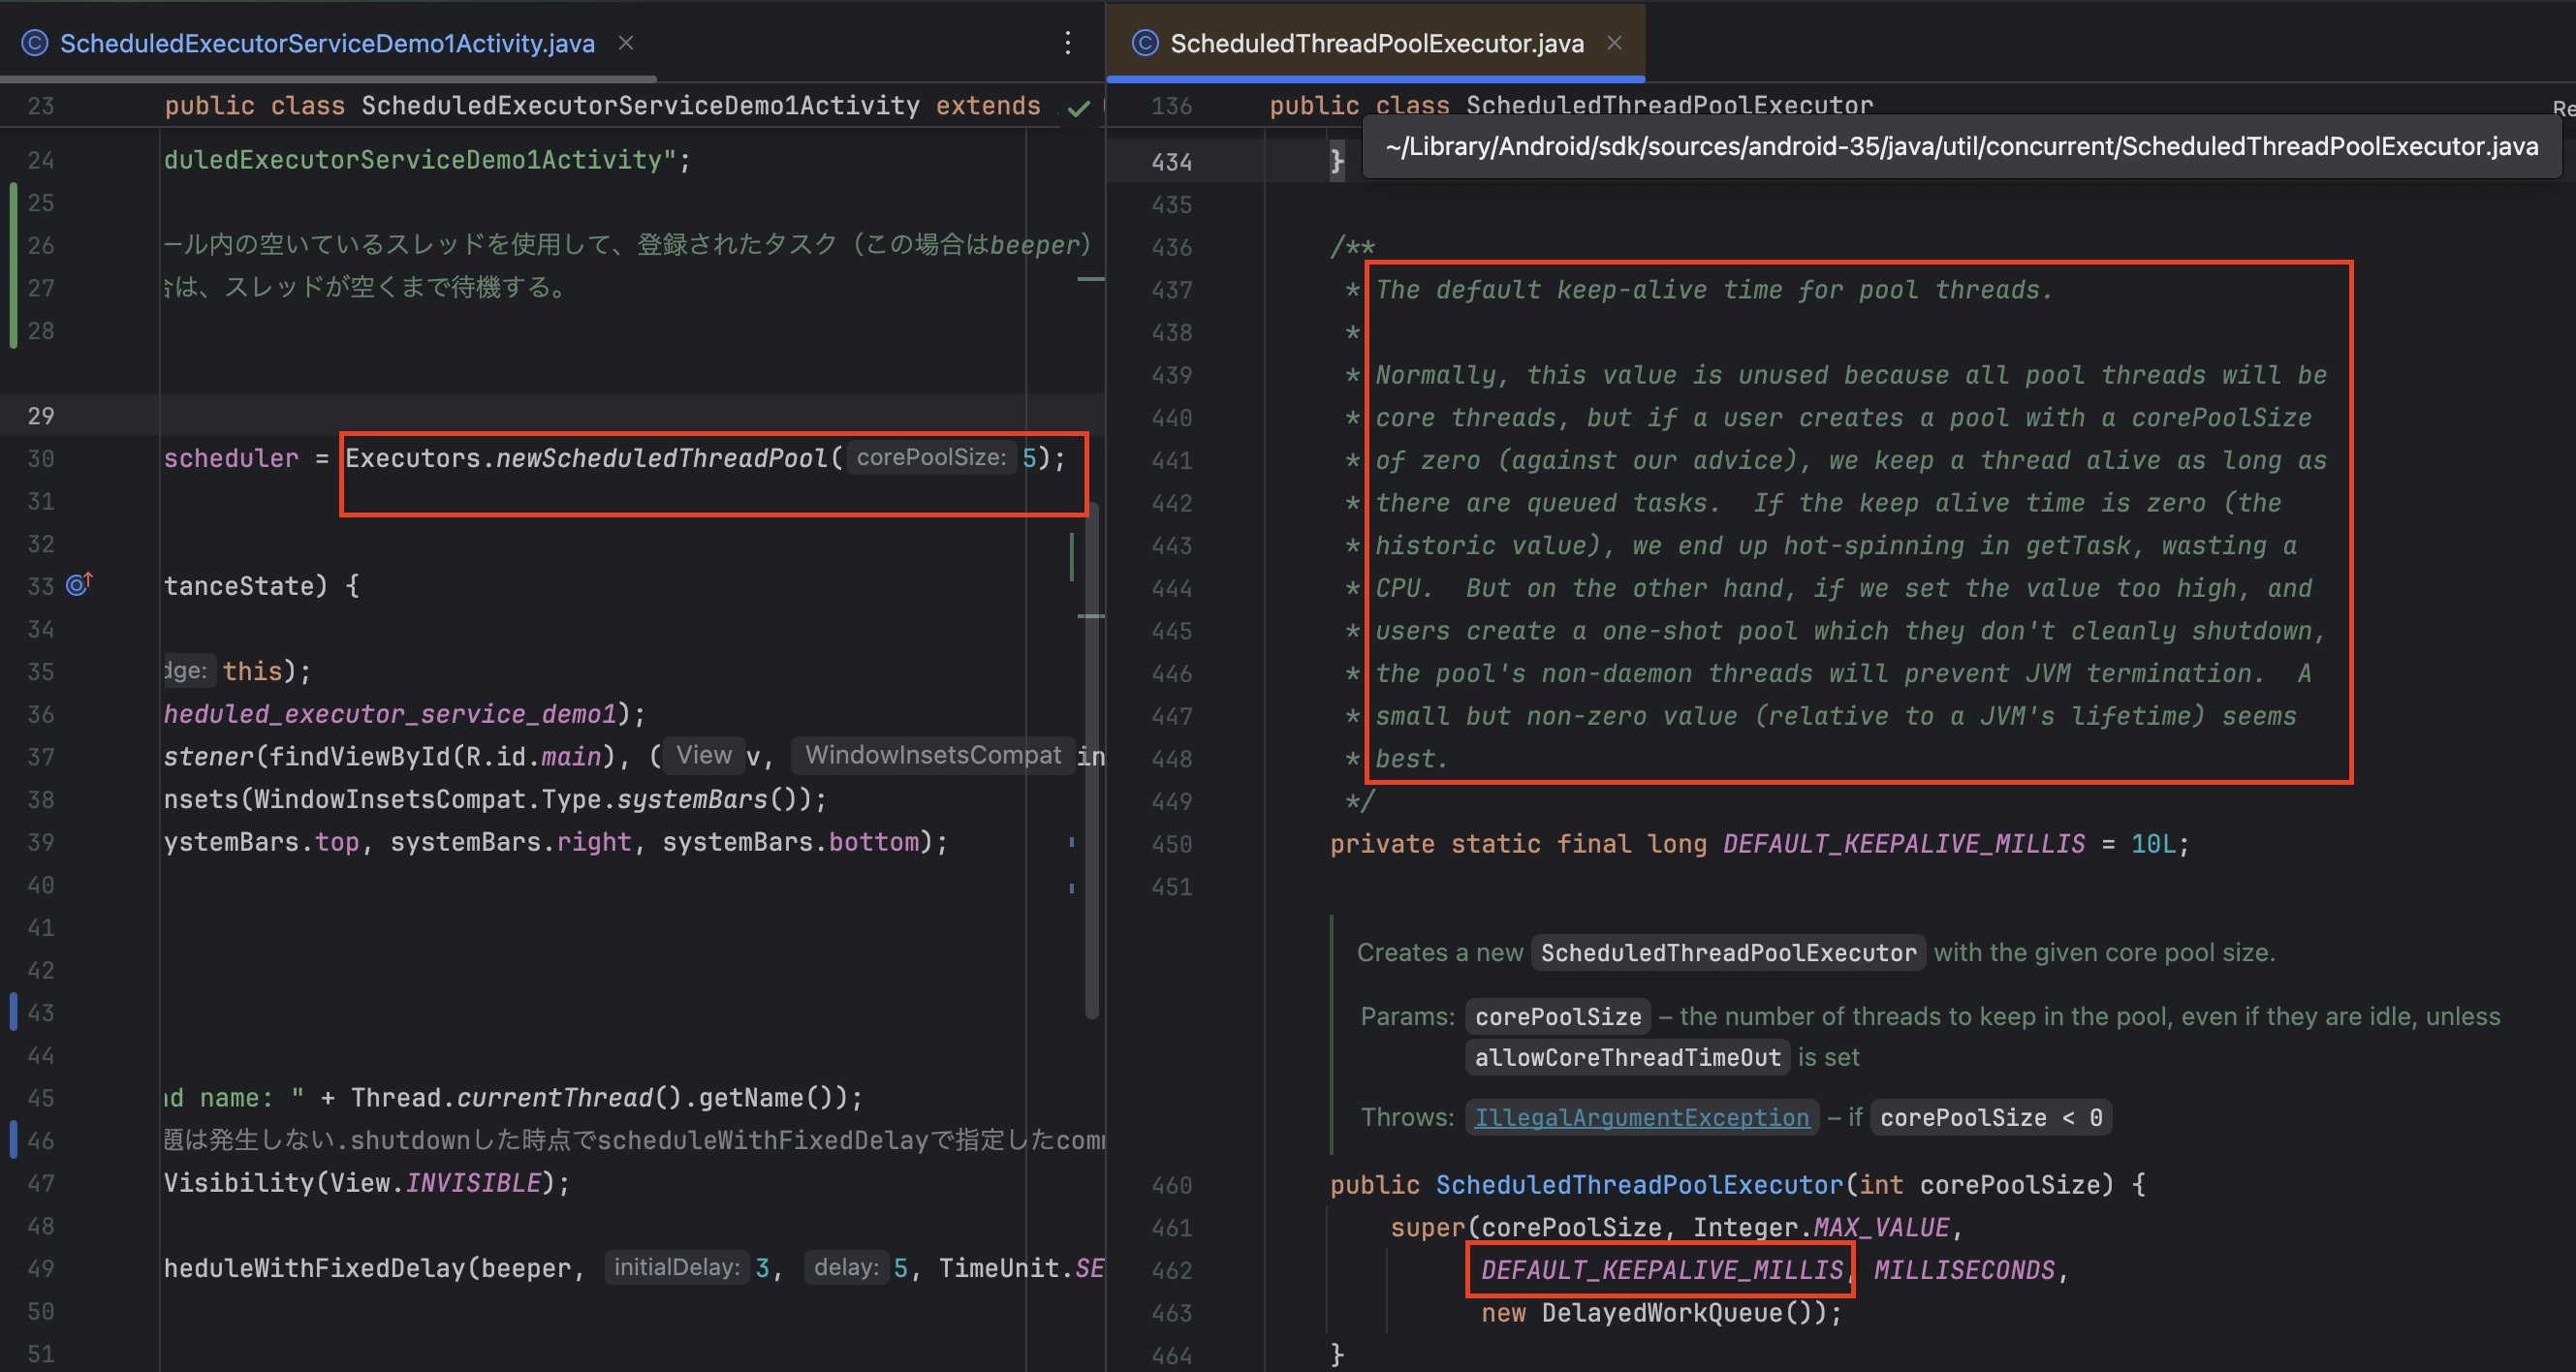 ScheduledExecutorServiceDemo1Activity.java
23 public class ScheduledExecutorServiceDemo1Activity extends
24 duledExecutorServiceDemo1Activity";
25
26 ール内の空いているスレッドを使用して、登録されたタスク（この場合はbeeper）
27 合は、スレッドが空くまで待機する。
28
29
30 scheduler = Executors.newScheduledThreadPool( corePoolSize: 5);
31
32
33 tanceState) {
34
35 dge: this);
36 heduled_executor_service_demo1);
37 stener(findViewById(R.id.main), ( View v, WindowInsetsCompat in
38 nsets(WindowInsetsCompat.Type.systemBars());
39 ystemBars.top, systemBars.right, systemBars.bottom);
40
41
42
43
44
45 d name: " + Thread.currentThread().getName());
46 題は発生しない.shutdownした時点でscheduleWithFixedDelayで指定したcom
47 Visibility(View.INVISIBLE);
48
49 heduleWithFixedDelay(beeper, initialDelay: 3, delay: 5, TimeUnit.SE
50
51
ScheduledThreadPoolExecutor.java
136 public class ScheduledThreadPoolExecutor Re
~/Library/Android/sdk/sources/android-35/java/util/concurrent/ScheduledThreadPoolExecutor.java
434 }
435
436 /**
437 * The default keep-alive time for pool threads.
438 *
439 * Normally, this value is unused because all pool threads will be
440 * core threads, but if a user creates a pool with a corePoolSize
441 * of zero (against our advice), we keep a thread alive as long as
442 * there are queued tasks. If the keep alive time is zero (the
443 * historic value), we end up hot-spinning in getTask, wasting a
444 * CPU. But on the other hand, if we set the value too high, and
445 * users create a one-shot pool which they don't cleanly shutdown,
446 * the pool's non-daemon threads will prevent JVM termination. A
447 * small but non-zero value (relative to a JVM's lifetime) seems
448 * best.
449 */
450 private static final long DEFAULT_KEEPALIVE_MILLIS = 10L;
451
Creates a new ScheduledThreadPoolExecutor with the given core pool size.
Params: corePoolSize – the number of threads to keep in the pool, even if they are idle, unless
allowCoreThreadTimeOut is set
Throws: IllegalArgumentException – if corePoolSize < 0
460 public ScheduledThreadPoolExecutor(int corePoolSize) {
461 super(corePoolSize, Integer.MAX_VALUE,
462 DEFAULT_KEEPALIVE_MILLIS, MILLISECONDS,
463 new DelayedWorkQueue());
464 }